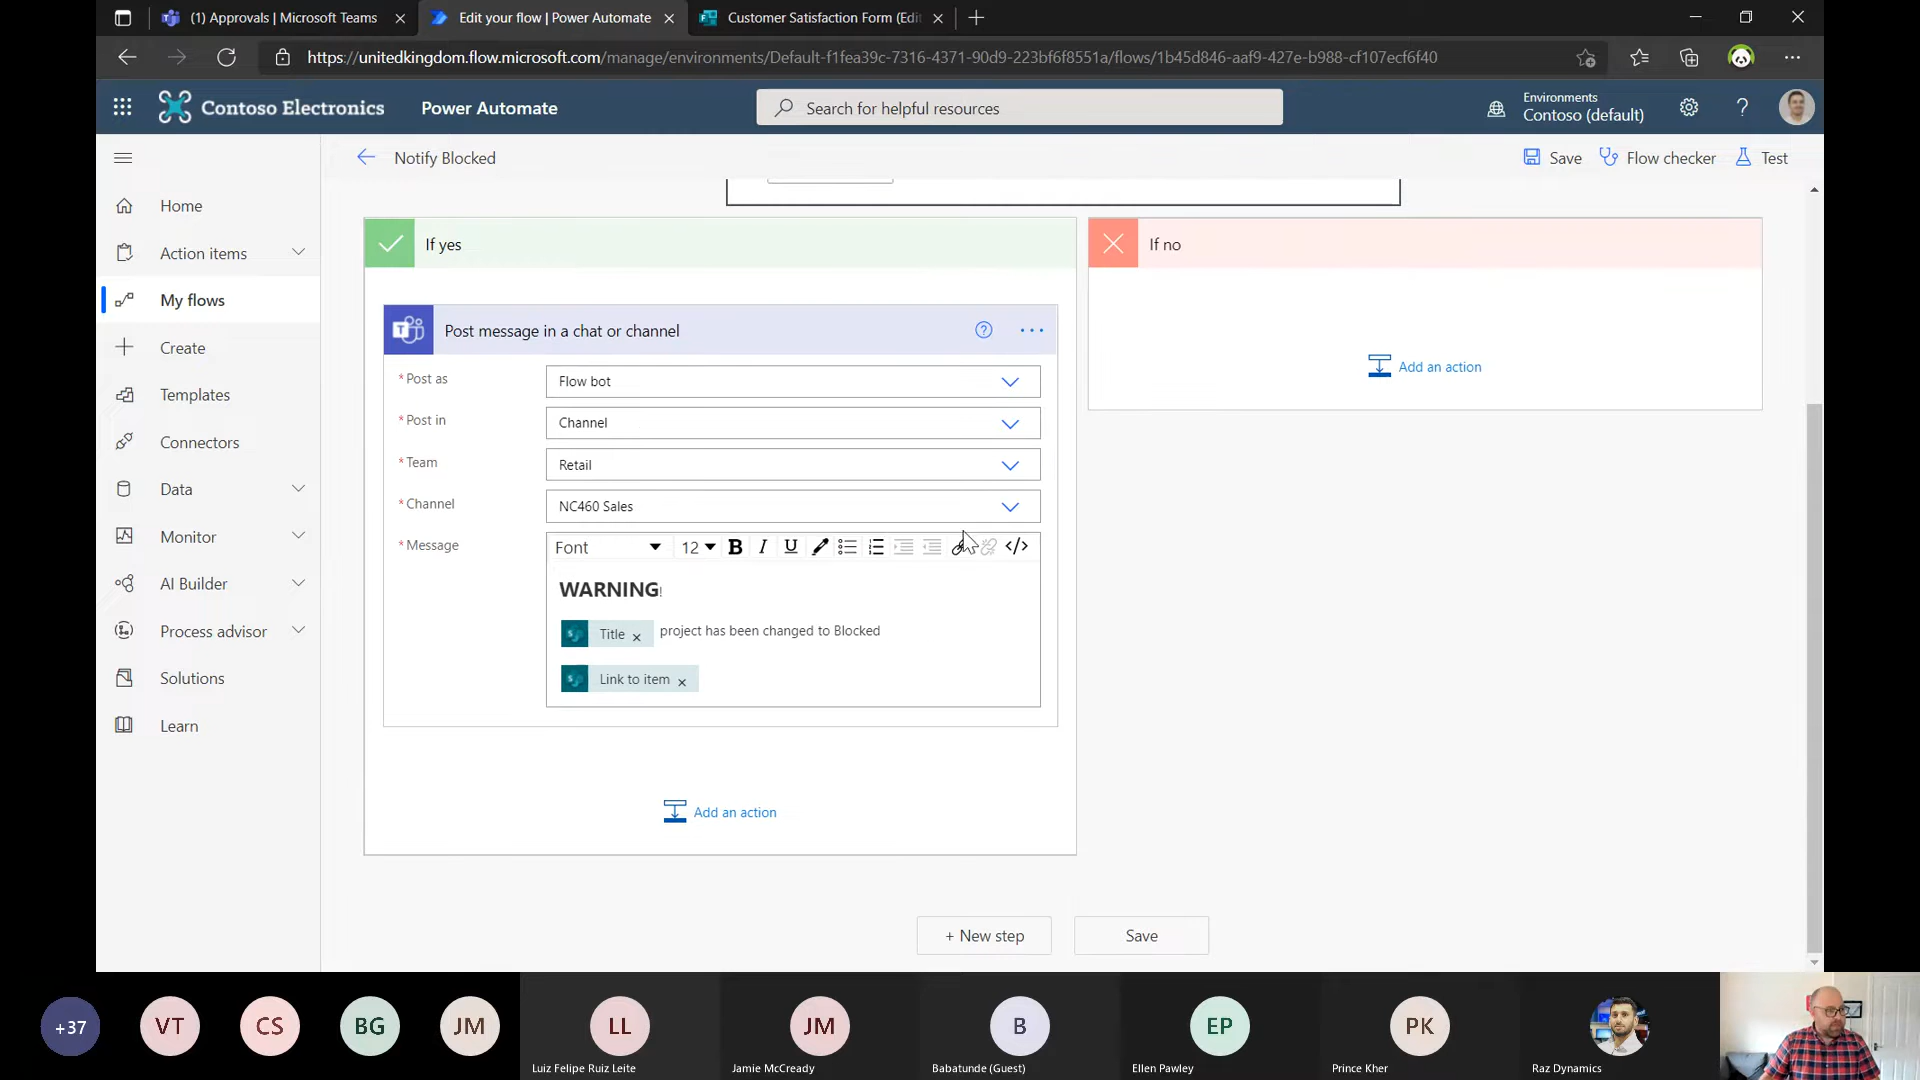 (1) Approvals | Microsoft Teams
Edit your flow | Power Automate
Customer Satisfaction Form (Edi
https://unitedkingdom.flow.microsoft.com/manage/environments/Default-f1fea39c-7316-4371-90d9-223bf6f8551a/flows/1b45d846-aaf9-427e-b988-cf107ecf6f40
Contoso Electronics
Power Automate
Search for helpful resources
Environments
Contoso (default)
?
Notify Blocked
Save
Flow checker
Test
Home
Action items
My flows
Create
Templates
Connectors
Data
Monitor
AI Builder
Process advisor
Solutions
Learn
If yes
If no
Post message in a chat or channel
Add an action
* Post as
Flow bot
* Post in
Channel
* Team
Retail
* Channel
NC460 Sales
* Message
Font
12
B
I
U
</>
WARNING!
Title × project has been changed to Blocked
Link to item ×
Add an action
+ New step
Save
+37
VT
CS
BG
JM
LL
Luiz Felipe Ruiz Leite
JM
Jamie McCready
B
Babatunde (Guest)
EP
Ellen Pawley
PK
Prince Kher
Raz Dynamics